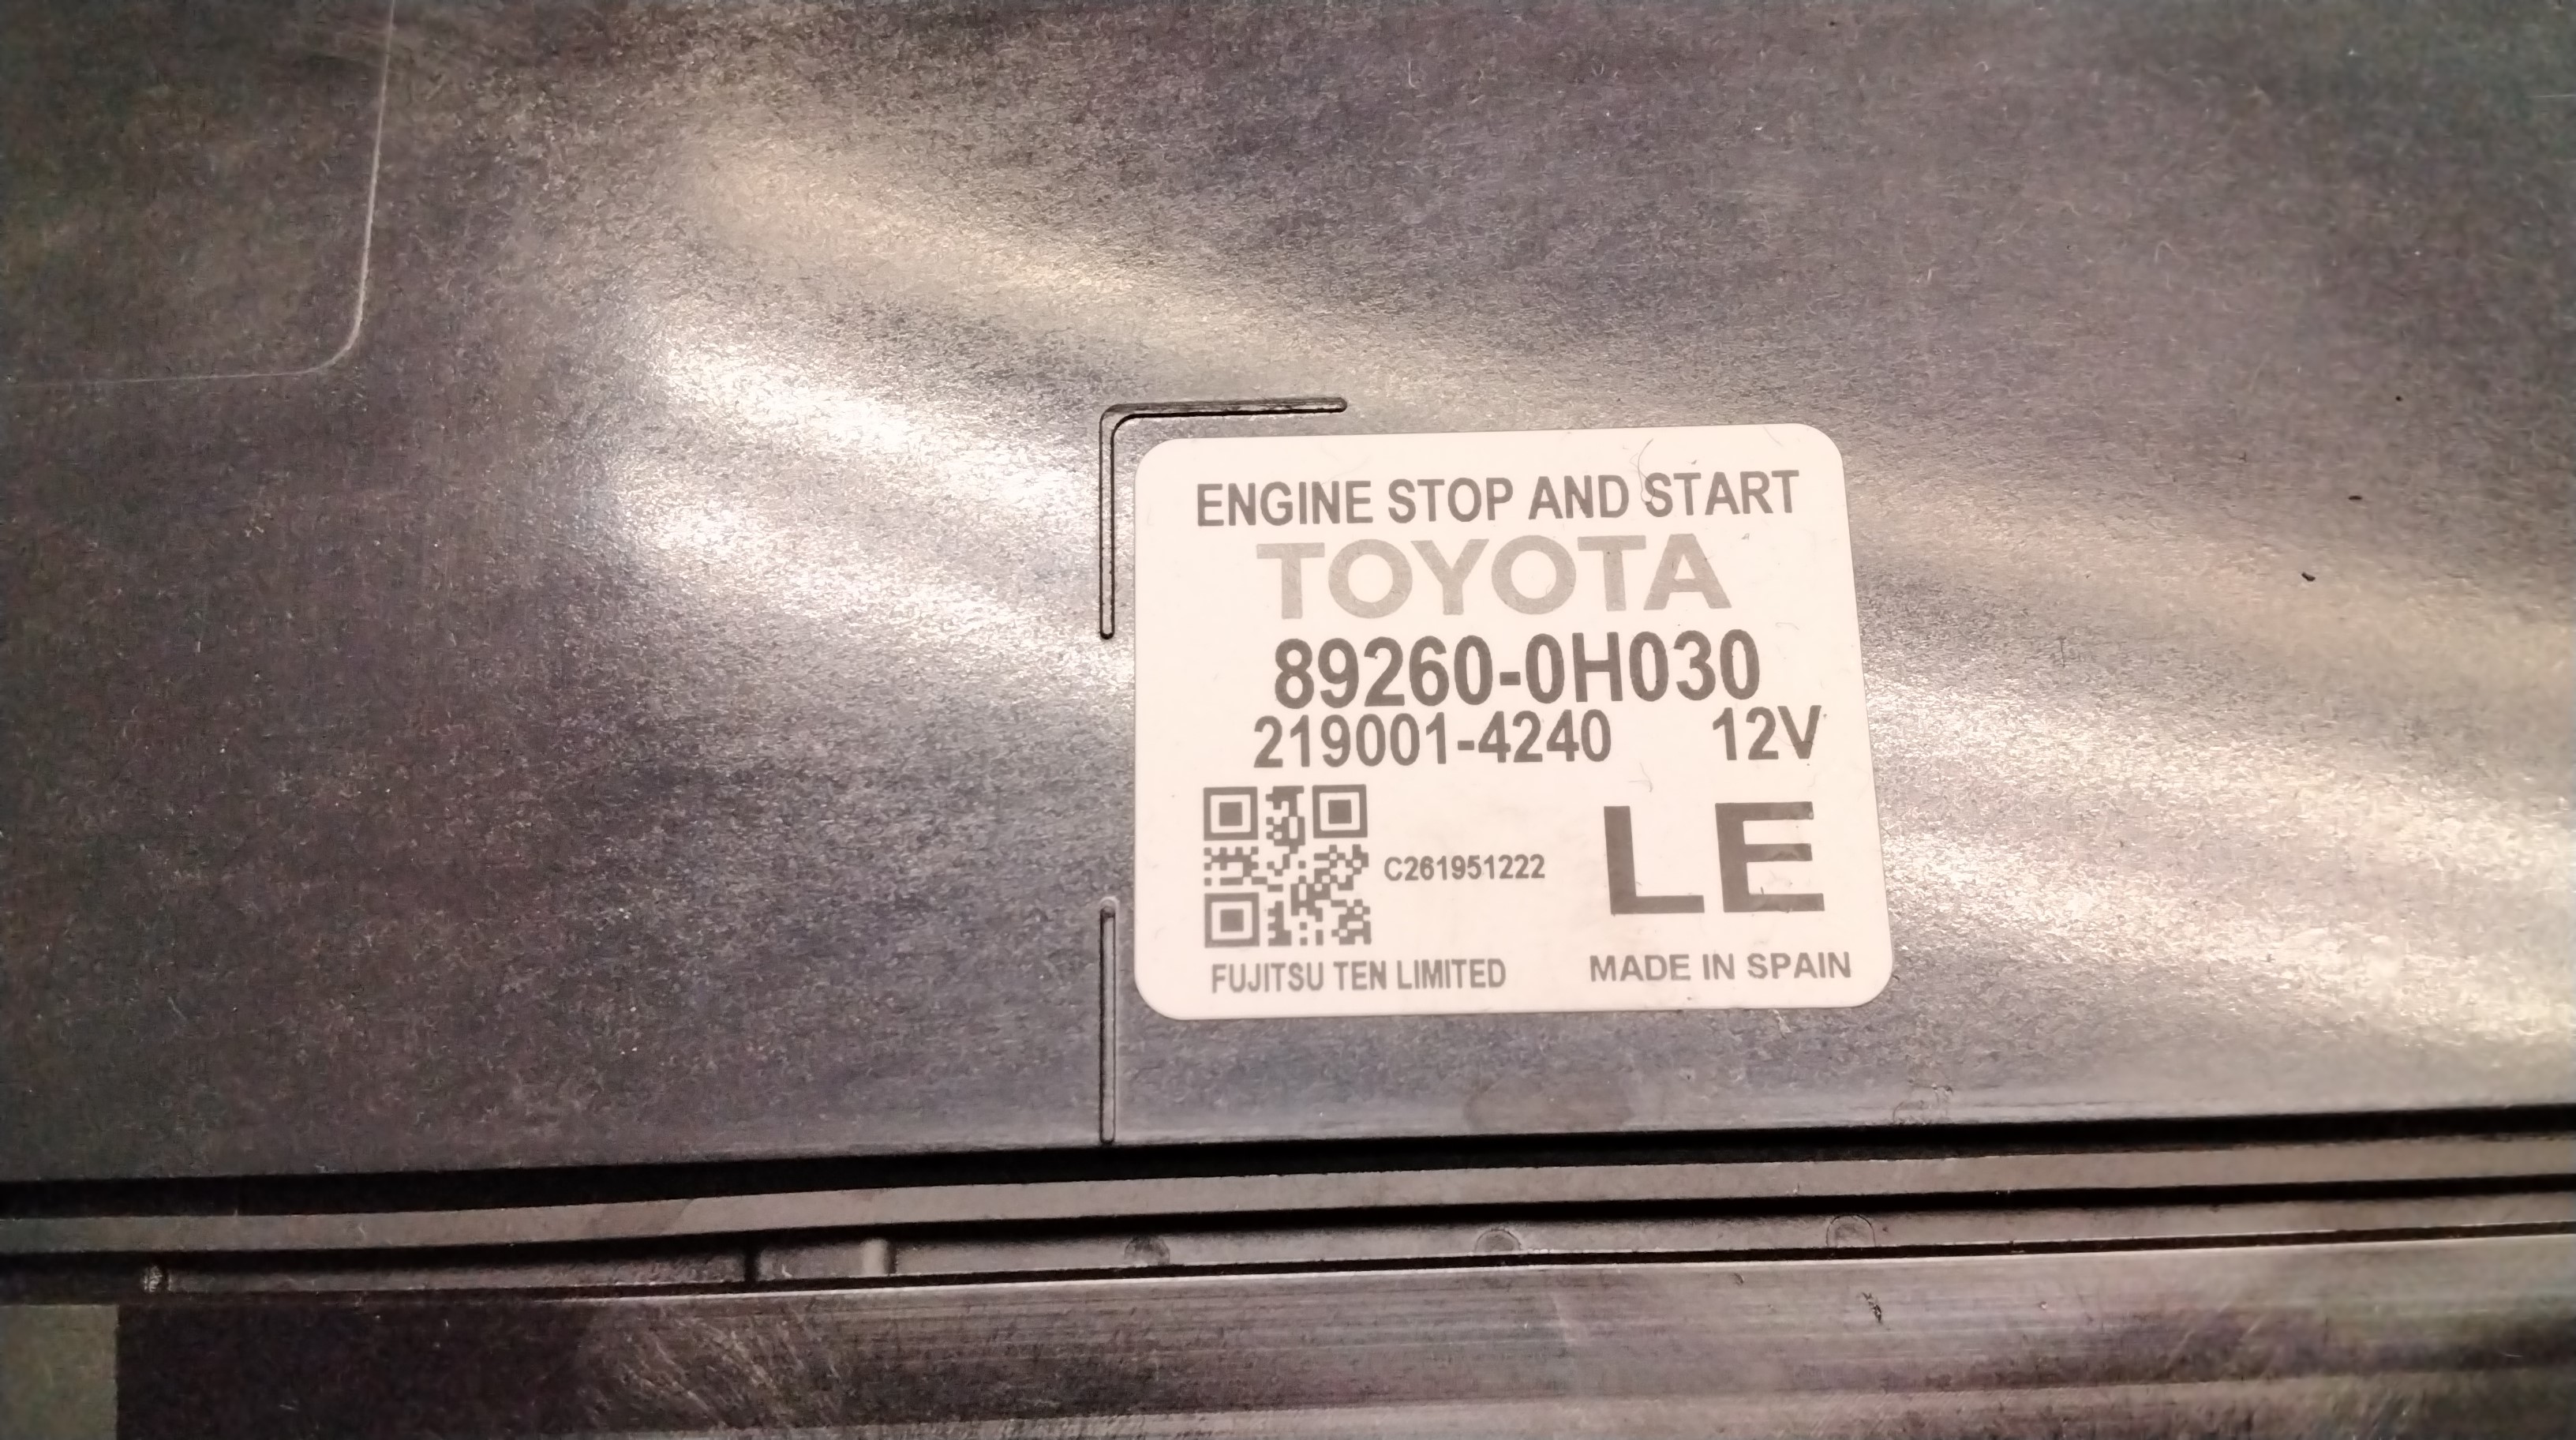 ENGINE STOP AND START
TOYOTA
89260-0H030
219001-4240 12V
C261951222 LE
FUJITSU TEN LIMITED MADE IN SPAIN